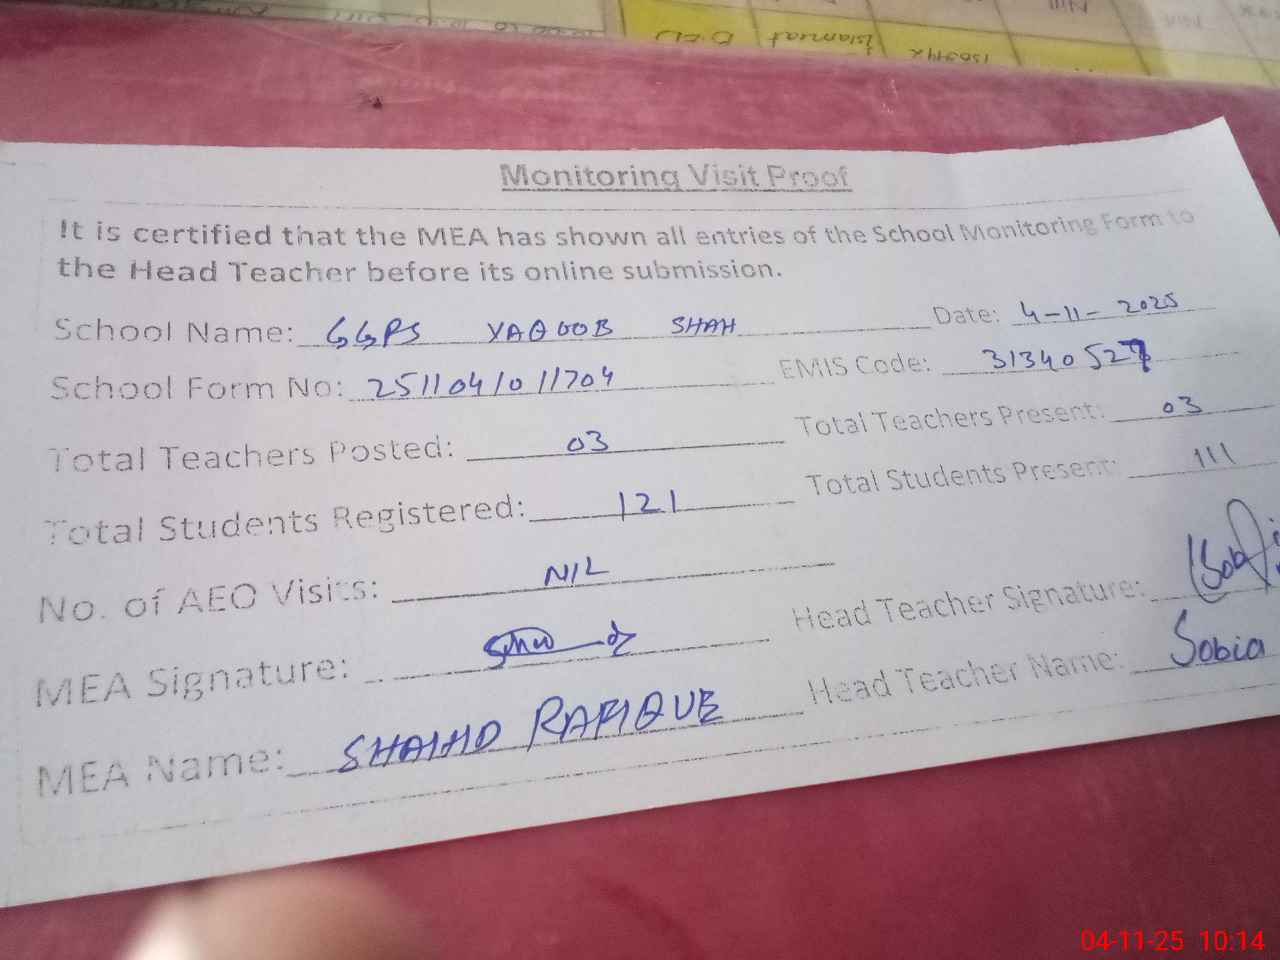 Islamiat B.ED
150944x
Monitoring Visit Proof
It is certified that the MEA has shown all entries of the School Monitoring Form to
the Head Teacher before its online submission.
School Name: GGPS YAQOOB SHAH Date: 4-11-2025
School Form No: 2511041011704 EMIS Code: 31340527
Total Teachers Posted: 03 Total Teachers Present: 03
Total Students Registered: 121 Total Students Present: 111
No. of AEO Visits: NIL
MEA Signature: Head Teacher Signature:
MEA Name: SHAHID RAFIQUE Head Teacher Name: Sobia
04-11-25 10:14